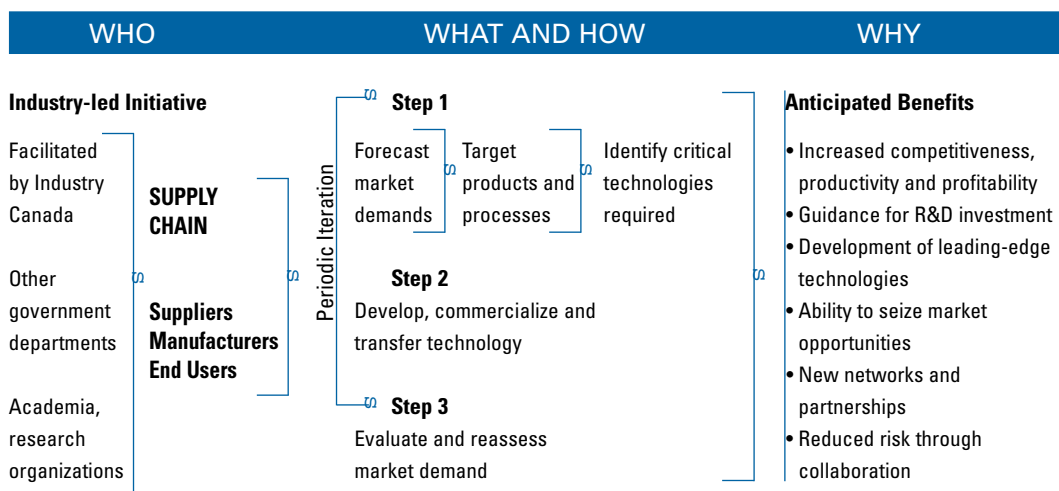 WHO
WHAT AND HOW
WHY
Industry-led Initiative
Facilitated
by Industry
Canada
Other
government
departments
Academia,
research
organizations
SUPPLY
CHAIN
Suppliers
Manufacturers
End Users
Periodic Iteration
Step 1
Forecast
market
demands
Target
products and
processes
Identify critical
technologies
required
Step 2
Develop, commercialize and
transfer technology
Step 3
Evaluate and reassess
market demand
Anticipated Benefits
• Increased competitiveness,
productivity and profitability
• Guidance for R&D investment
• Development of leading-edge
technologies
• Ability to seize market
opportunities
• New networks and
partnerships
• Reduced risk through
collaboration